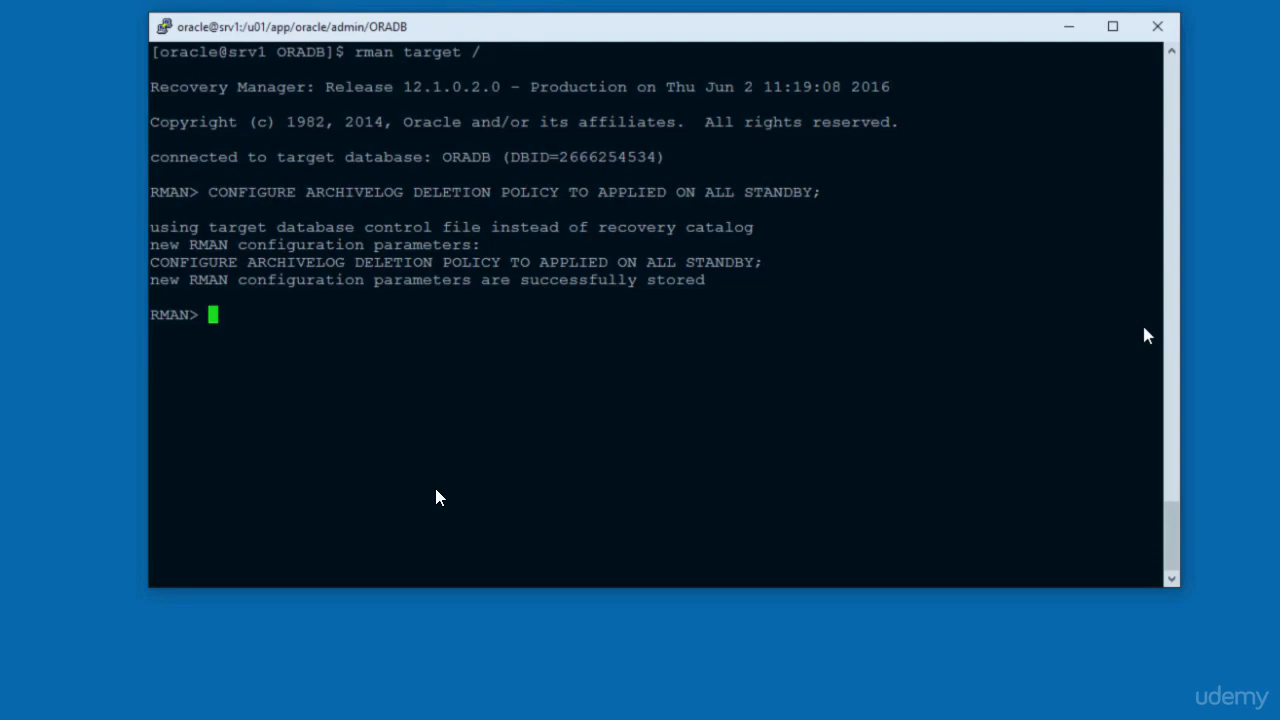 oracle@srv1:/u01/app/oracle/admin/ORADB
[oracle@srv1 ORADB]$ rman target /
Recovery Manager: Release 12.1.0.2.0 - Production on Thu Jun 2 11:19:08 2016
Copyright (c) 1982, 2014, Oracle and/or its affiliates.  All rights reserved.
connected to target database: ORADB (DBID=2666254534)
RMAN> CONFIGURE ARCHIVELOG DELETION POLICY TO APPLIED ON ALL STANDBY;
using target database control file instead of recovery catalog
new RMAN configuration parameters:
CONFIGURE ARCHIVELOG DELETION POLICY TO APPLIED ON ALL STANDBY;
new RMAN configuration parameters are successfully stored
RMAN>
udemy